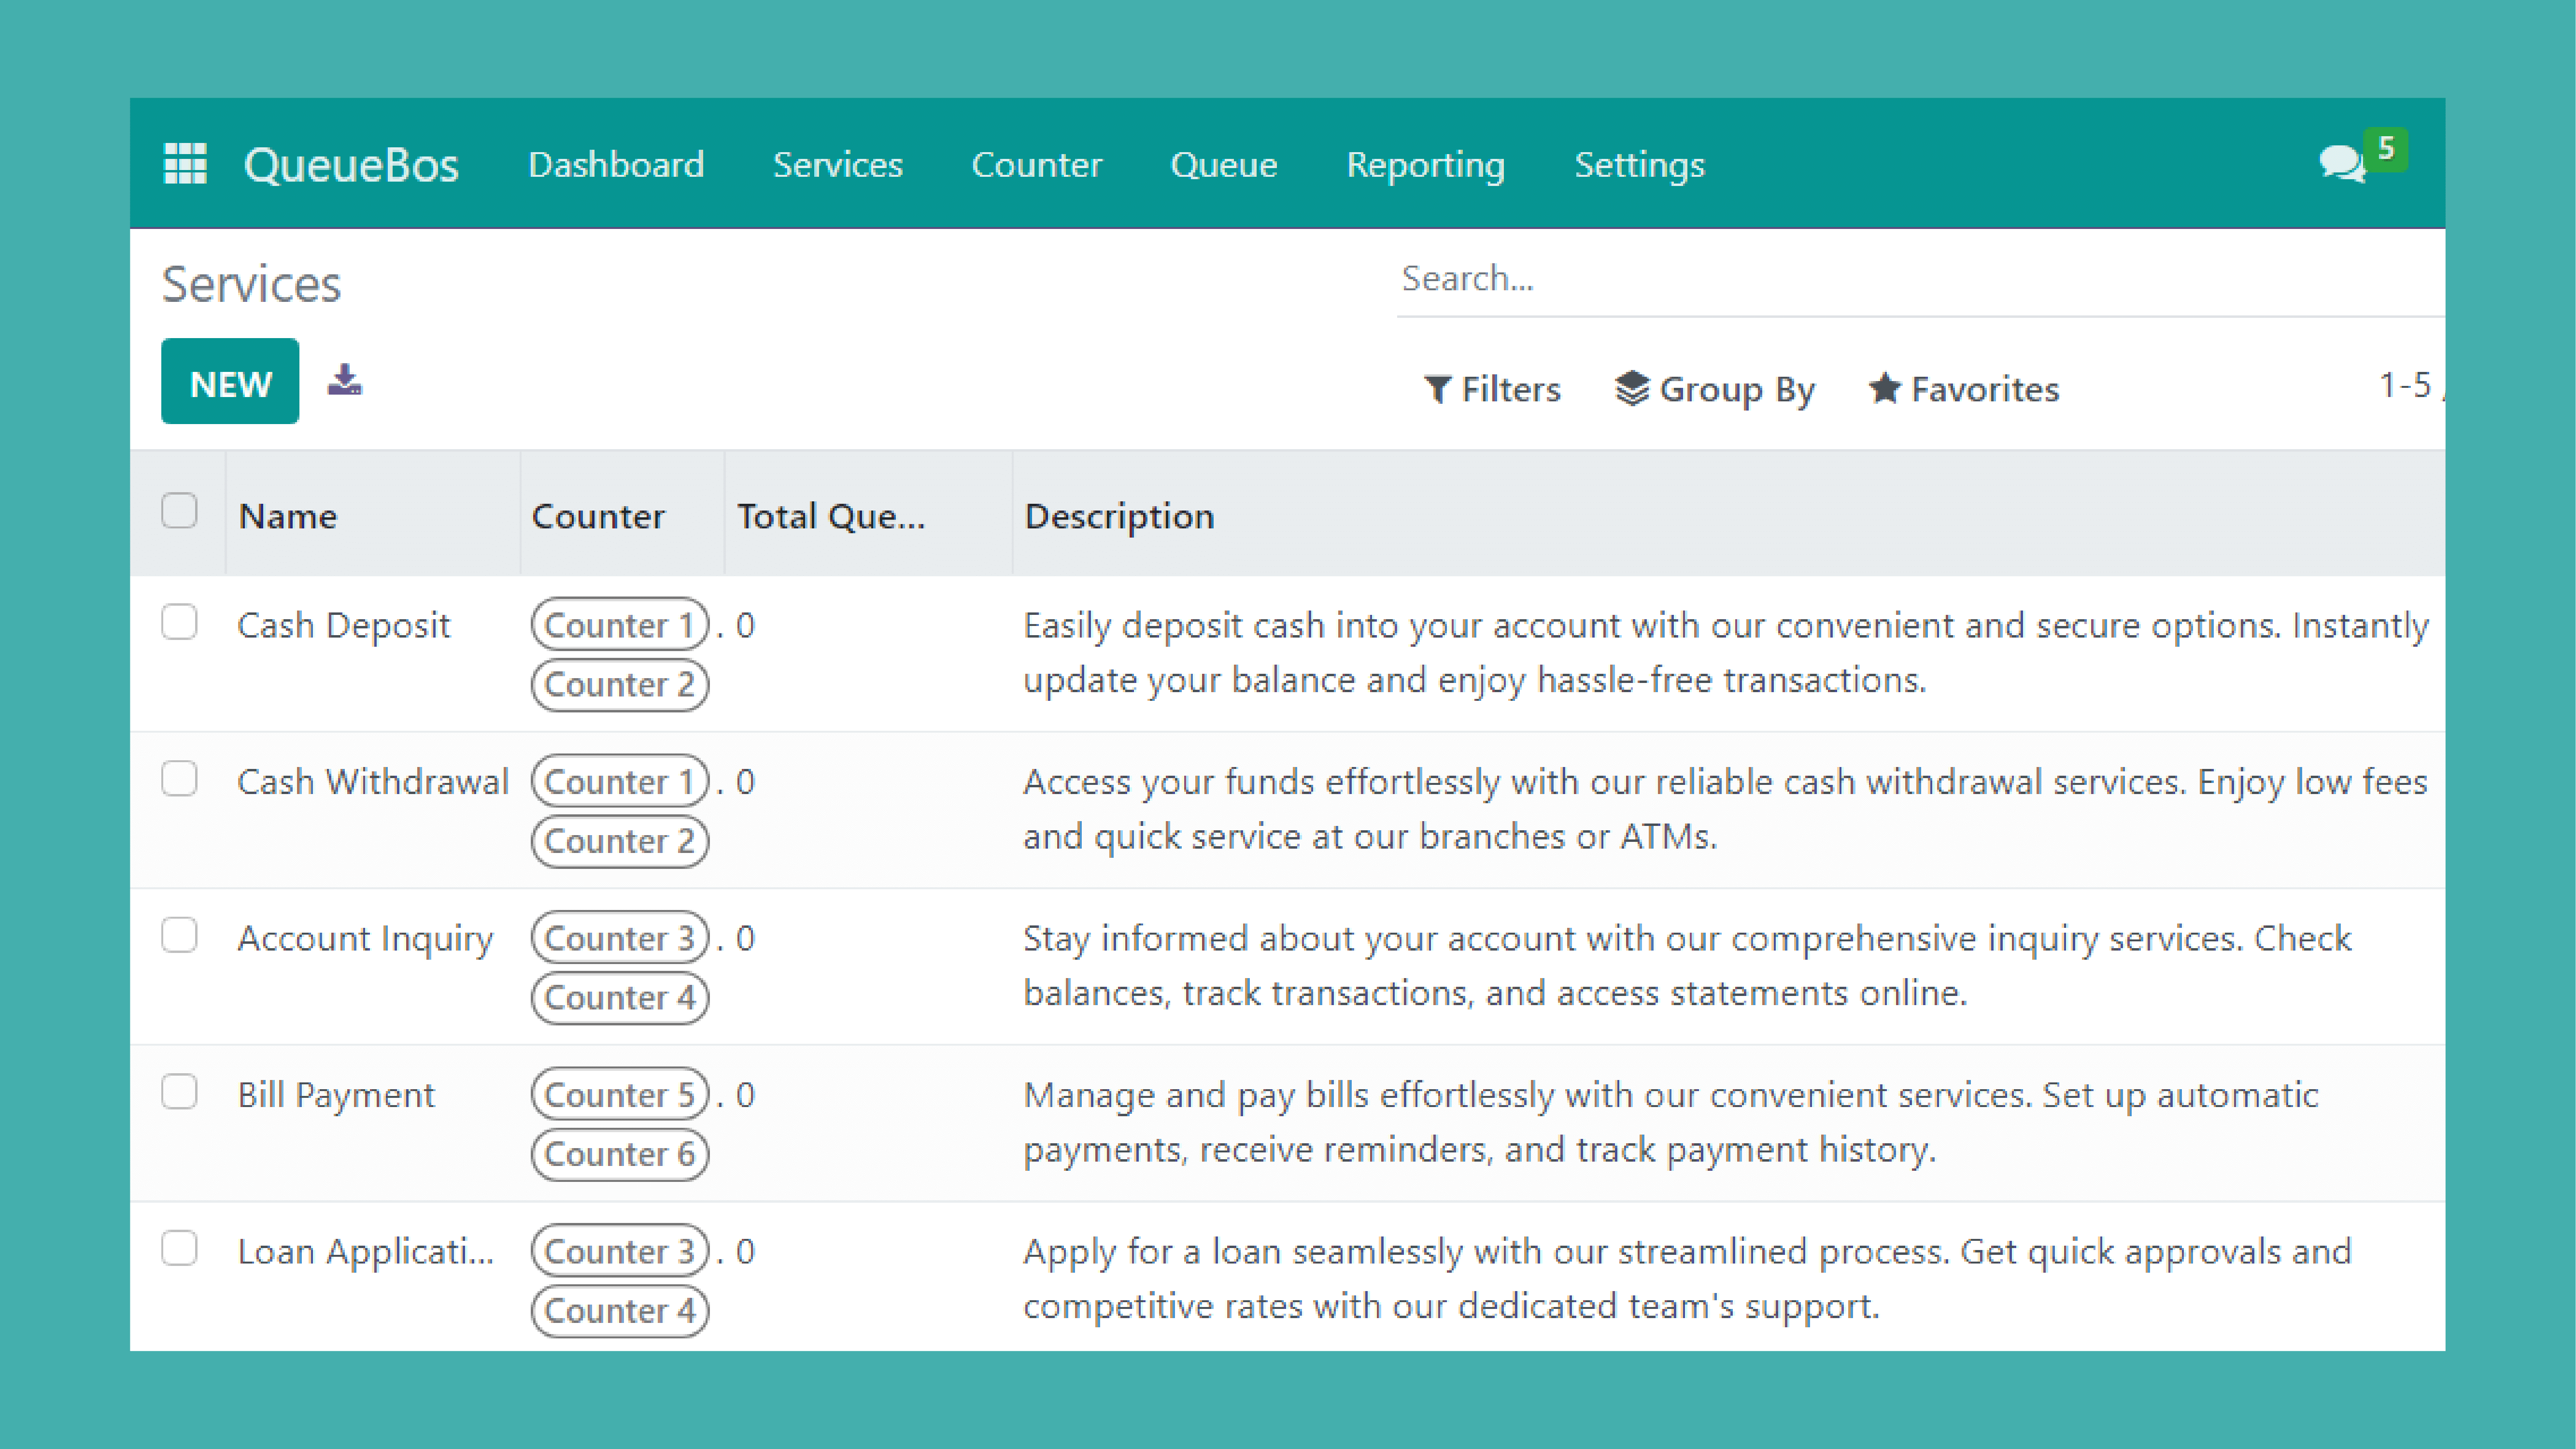 QueueBos Dashboard Services Counter Queue Reporting Settings 5
Services
Search...
NEW
Filters Group By Favorites 1-5
Name Counter Total Que... Description
Cash Deposit Counter 1 . 0 Easily deposit cash into your account with our convenient and secure options. Instantly
Counter 2 update your balance and enjoy hassle-free transactions.
Cash Withdrawal Counter 1 . 0 Access your funds effortlessly with our reliable cash withdrawal services. Enjoy low fees
Counter 2 and quick service at our branches or ATMs.
Account Inquiry Counter 3 . 0 Stay informed about your account with our comprehensive inquiry services. Check
Counter 4 balances, track transactions, and access statements online.
Bill Payment Counter 5 . 0 Manage and pay bills effortlessly with our convenient services. Set up automatic
Counter 6 payments, receive reminders, and track payment history.
Loan Applicati... Counter 3 . 0 Apply for a loan seamlessly with our streamlined process. Get quick approvals and
Counter 4 competitive rates with our dedicated team's support.